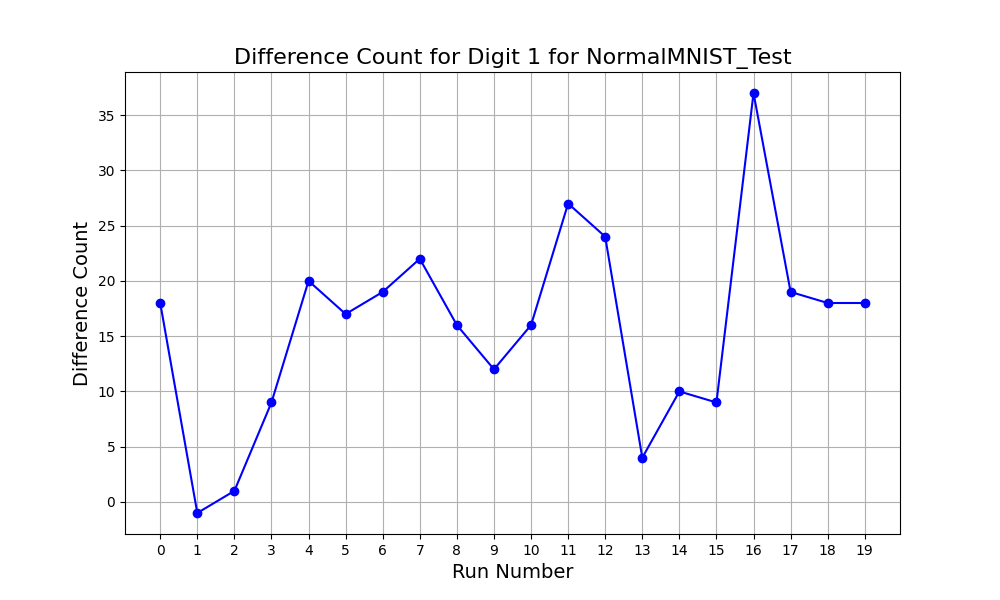 Difference Count for Digit 1 for NormalMNIST_Test
Difference Count
35
30
25
20
15
10
5
0
0 1 2 3 4 5 6 7 8 9 10 11 12 13 14 15 16 17 18 19
Run Number